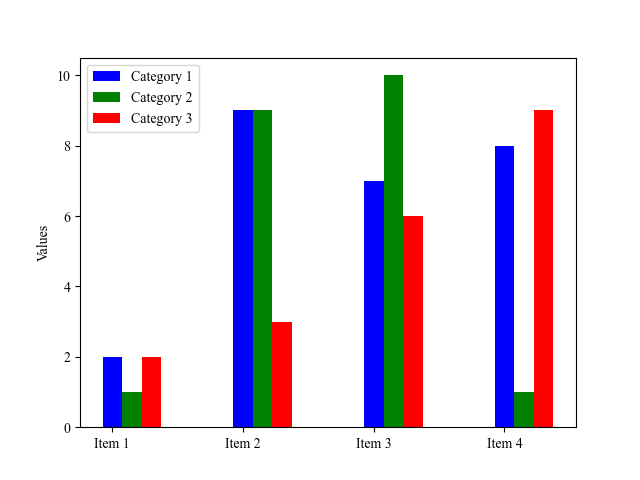 Category 1
Category 2
Category 3
Values
10
8
6
4
2
0
Item 1
Item 2
Item 3
Item 4